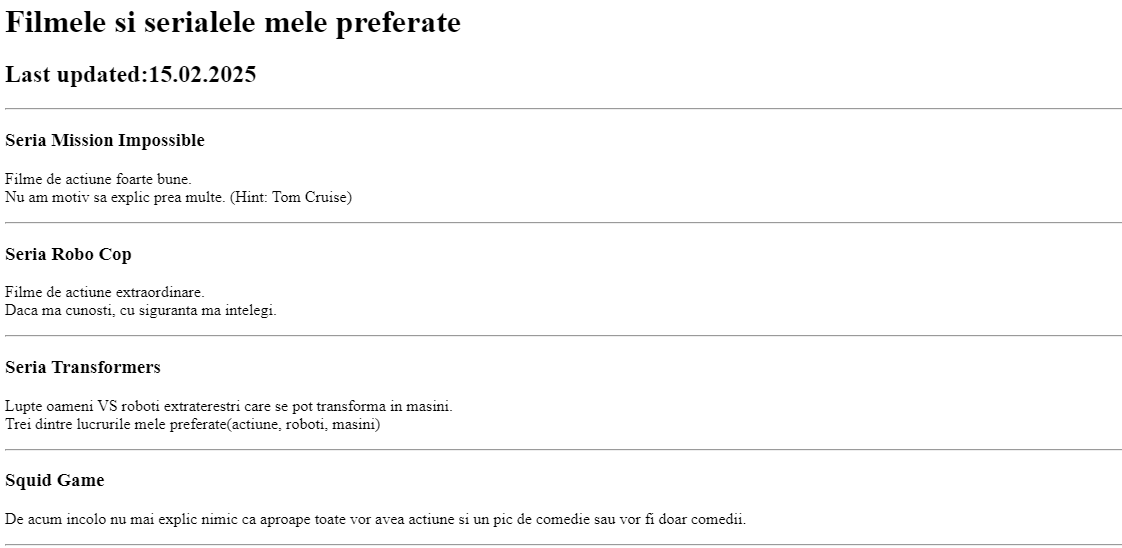 Filmele si serialele mele preferate
Last updated:15.02.2025
Seria Mission Impossible
Filme de actiune foarte bune.
Nu am motiv sa explic prea multe. (Hint: Tom Cruise)
Seria Robo Cop
Filme de actiune extraordinare.
Daca ma cunosti, cu siguranta ma intelegi.
Seria Transformers
Lupte oameni VS roboti extraterestri care se pot transforma in masini.
Trei dintre lucrurile mele preferate(actiune, roboti, masini)
Squid Game
De acum incolo nu mai explic nimic ca aproape toate vor avea actiune si un pic de comedie sau vor fi doar comedii.